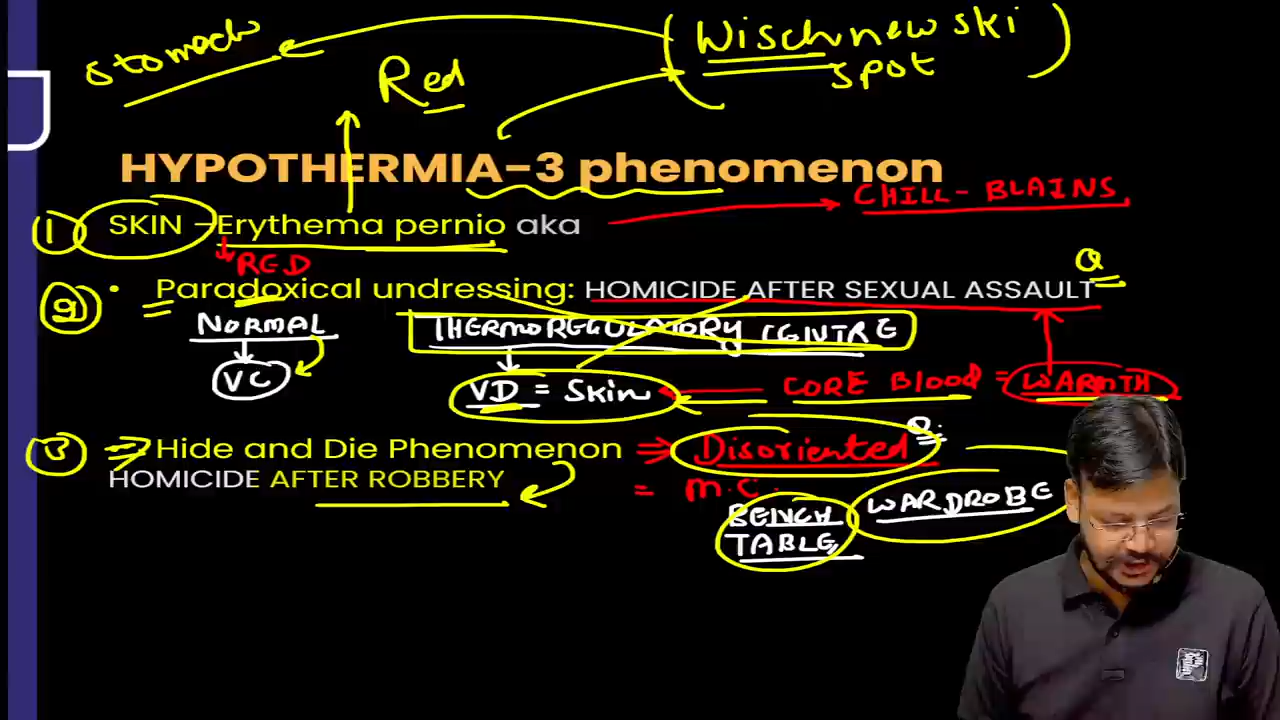 stomach
(Wischnewski
spot)
Red
HYPOTHERMIA-3 phenomenon
CHILL-BLAINS
① SKIN -Erythema pernio aka
RED
Q
② • Paradoxical undressing: HOMICIDE AFTER SEXUAL ASSAULT
NORMAL
THERMOREGULATORY CENTRE
VC
VD = Skin
CORE Blood = WARMTH
③ Hide and Die Phenomenon ⇒ Disoriented
Q.
HOMICIDE AFTER ROBBERY
= M.C.
BENCH
TABLE
WARDROBE